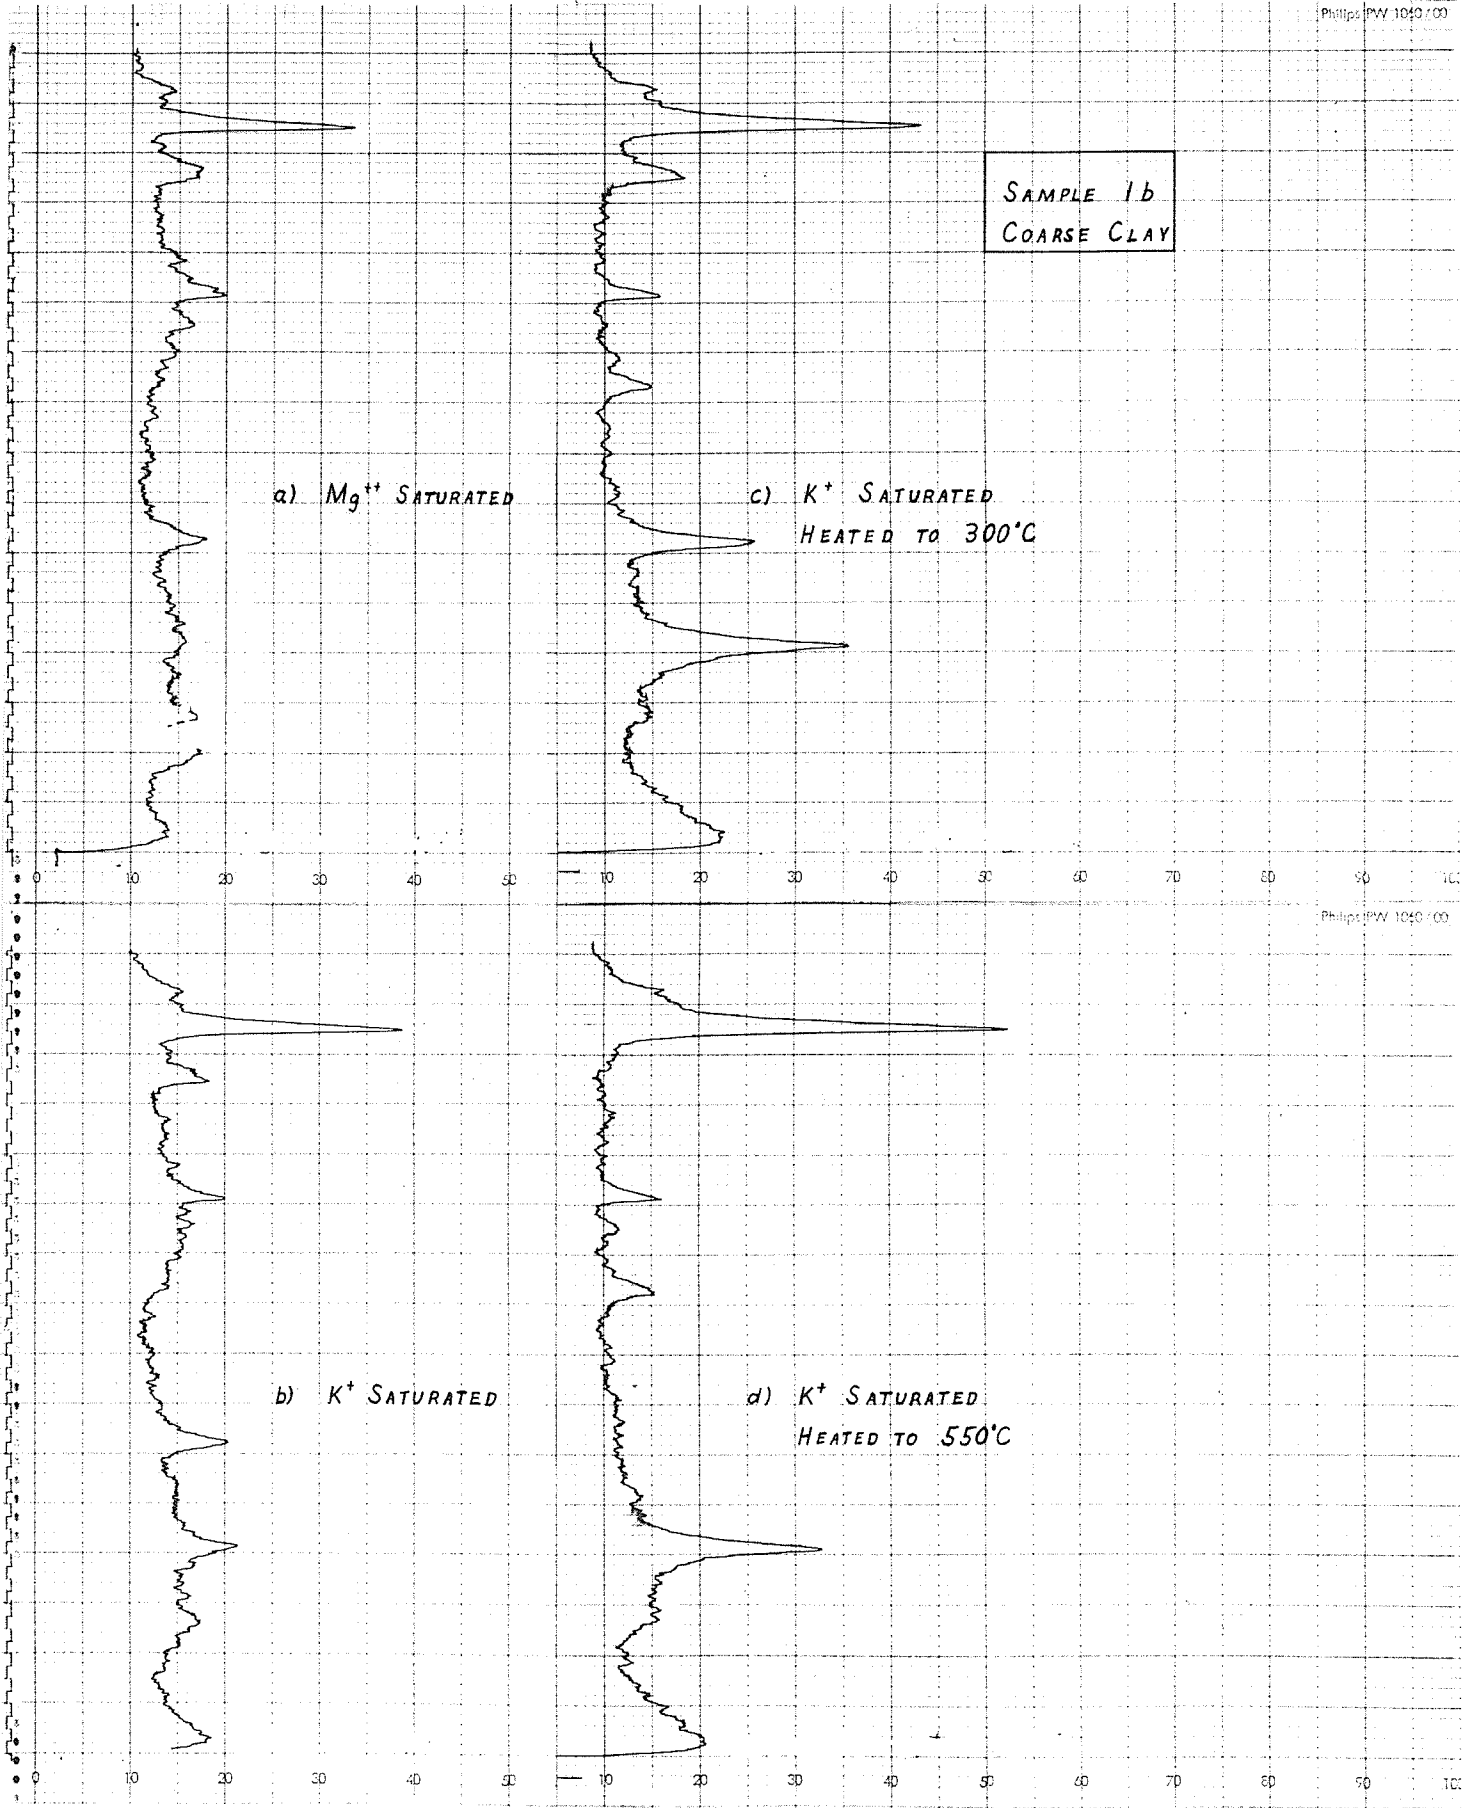 Philips PW 1050/00
SAMPLE 1b
COARSE CLAY
a) Mg⁺⁺ SATURATED
c) K⁺ SATURATED
HEATED TO 300°C
0 10 20 30 40 50 10 20 30 40 50 60 70 80 90
Philips PW 1050/00
b) K⁺ SATURATED
d) K⁺ SATURATED
HEATED TO 550°C
0 10 20 30 40 50 10 20 30 40 50 60 70 80 90